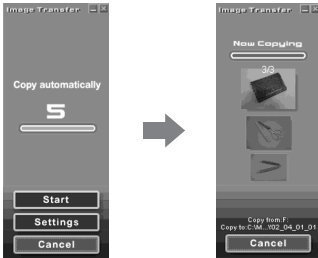 Image Transfer
Copy automatically
5
Start
Settings
Cancel
Image Transfer
Now Copying
3/3
Copy from:F:
Copy to:C:\M...Y/02_04_01_01
Cancel